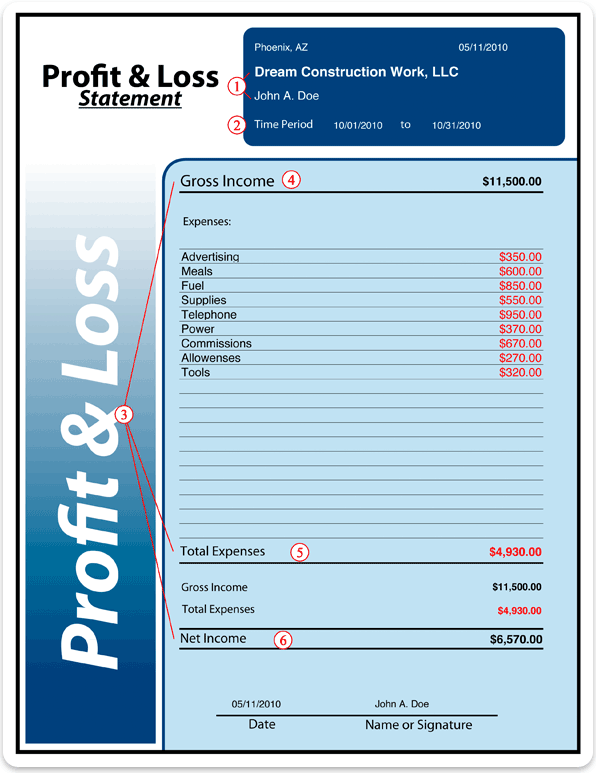 Profit & Loss
Statement
Phoenix, AZ 05/11/2010
① Dream Construction Work, LLC
John A. Doe
② Time Period 10/01/2010 to 10/31/2010
Profit & Loss
③
Gross Income ④ $11,500.00
Expenses:
Advertising $350.00
Meals $600.00
Fuel $850.00
Supplies $550.00
Telephone $950.00
Power $370.00
Commissions $670.00
Allowenses $270.00
Tools $320.00
Total Expenses ⑤ $4,930.00
Gross Income $11,500.00
Total Expenses $4,930.00
Net Income ⑥ $6,570.00
05/11/2010 John A. Doe
Date Name or Signature